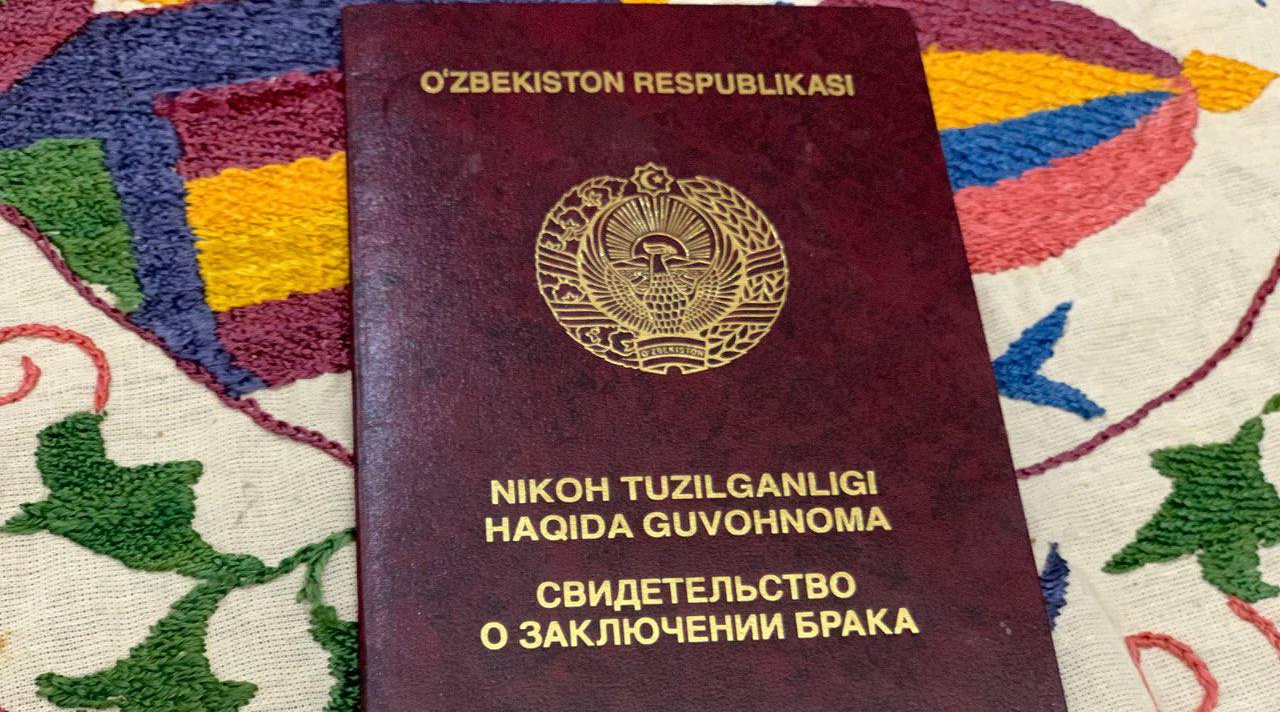 O‘ZBEKISTON RESPUBLIKASI
O‘ZBEKISTON
NIKOH TUZILGANLIGI
HAQIDA GUVOHNOMA
СВИДЕТЕЛЬСТВО
О ЗАКЛЮЧЕНИИ БРАКА